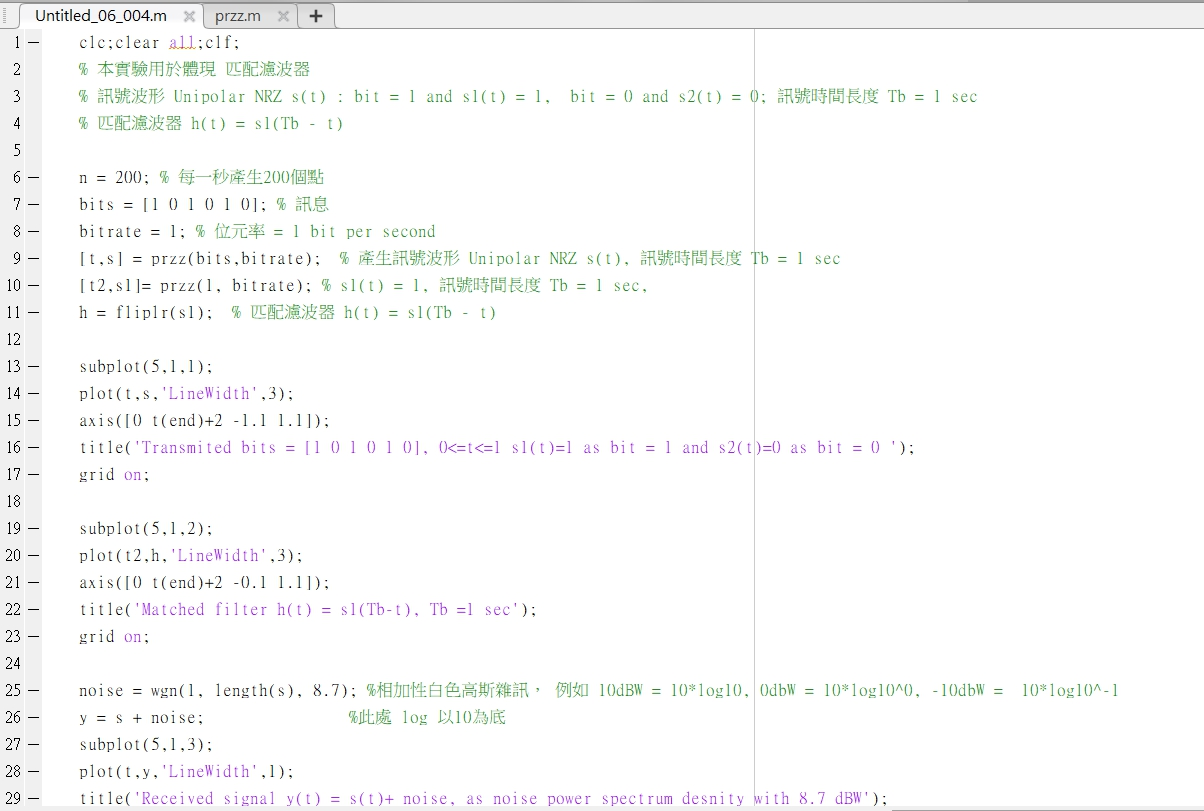 Untitled_06_004.m × przz.m × +
1 — clc;clear all;clf;
2 % 本實驗用於體現 匹配濾波器
3 % 訊號波形 Unipolar NRZ s(t) : bit = 1 and s1(t) = 1, bit = 0 and s2(t) = 0; 訊號時間長度 Tb = 1 sec
4 % 匹配濾波器 h(t) = s1(Tb - t)
5
6 — n = 200; % 每一秒產生200個點
7 — bits = [1 0 1 0 1 0]; % 訊息
8 — bitrate = 1; % 位元率 = 1 bit per second
9 — [t,s] = przz(bits,bitrate); % 產生訊號波形 Unipolar NRZ s(t), 訊號時間長度 Tb = 1 sec
10 — [t2,s1]= przz(1, bitrate); % s1(t) = 1, 訊號時間長度 Tb = 1 sec,
11 — h = fliplr(s1); % 匹配濾波器 h(t) = s1(Tb - t)
12
13 — subplot(5,1,1);
14 — plot(t,s,'LineWidth',3);
15 — axis([0 t(end)+2 -1.1 1.1]);
16 — title('Transmited bits = [1 0 1 0 1 0], 0<=t<=1 s1(t)=1 as bit = 1 and s2(t)=0 as bit = 0 ');
17 — grid on;
18
19 — subplot(5,1,2);
20 — plot(t2,h,'LineWidth',3);
21 — axis([0 t(end)+2 -0.1 1.1]);
22 — title('Matched filter h(t) = s1(Tb-t), Tb =1 sec');
23 — grid on;
24
25 — noise = wgn(1, length(s), 8.7); %相加性白色高斯雜訊， 例如 10dBW = 10*log10, 0dbW = 10*log10^0, -10dbW = 10*log10^-1
26 — y = s + noise; %此處 log 以10為底
27 — subplot(5,1,3);
28 — plot(t,y,'LineWidth',1);
29 — title('Received signal y(t) = s(t)+ noise, as noise power spectrum desnity with 8.7 dBW');